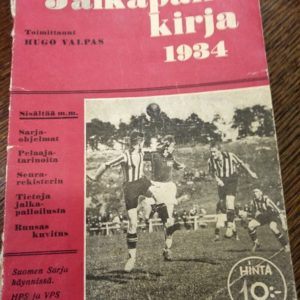 Jalkapallo
kirja
1934
Toimittanut
HUGO VALPAS
Sisältää m.m.
Sarja-
ohjelmat
Pelaaja-
tarinoita
Seura-
rekisterin
Tietoja
jalka-
palloilusta
Runsas
kuvitus
Suomen Sarja
käynnissä.
HPS ja VPS
HINTA
10:-